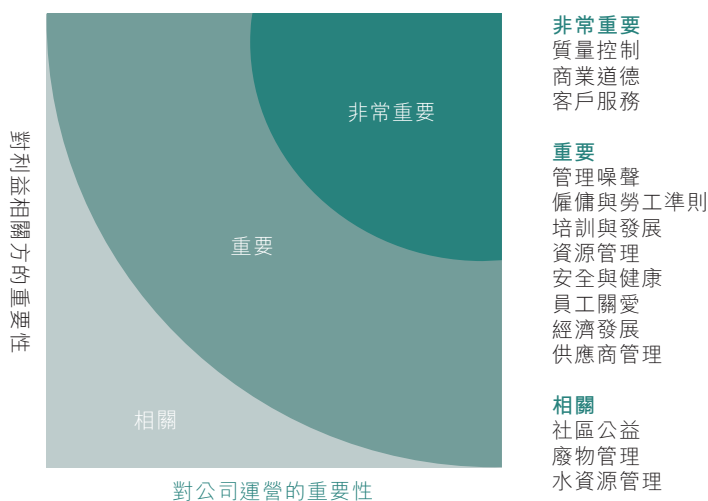 對利益相關方的重要性
非常重要
重要
相關
對公司運營的重要性
非常重要
質量控制
商業道德
客戶服務
重要
管理噪聲
僱傭與勞工準則
培訓與發展
資源管理
安全與健康
員工關愛
經濟發展
供應商管理
相關
社區公益
廢物管理
水資源管理